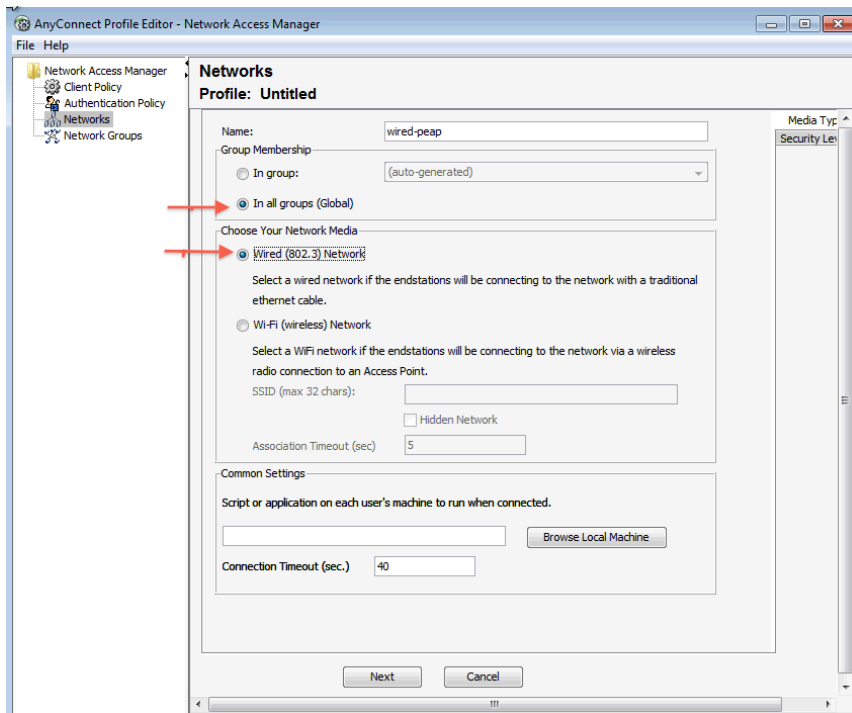 AnyConnect Profile Editor - Network Access Manager
File Help
Network Access Manager
Client Policy
Authentication Policy
Networks
Network Groups
Networks
Profile: Untitled
Name: wired-peap
Group Membership
In group: (auto-generated)
In all groups (Global)
Choose Your Network Media
Wired (802.3) Network
Select a wired network if the endstations will be connecting to the network with a traditional
ethernet cable.
Wi-Fi (wireless) Network
Select a WiFi network if the endstations will be connecting to the network via a wireless
radio connection to an Access Point.
SSID (max 32 chars):
Hidden Network
Association Timeout (sec) 5
Common Settings
Script or application on each user's machine to run when connected.
Browse Local Machine
Connection Timeout (sec.) 40
Next Cancel
Media Typ
Security Lev